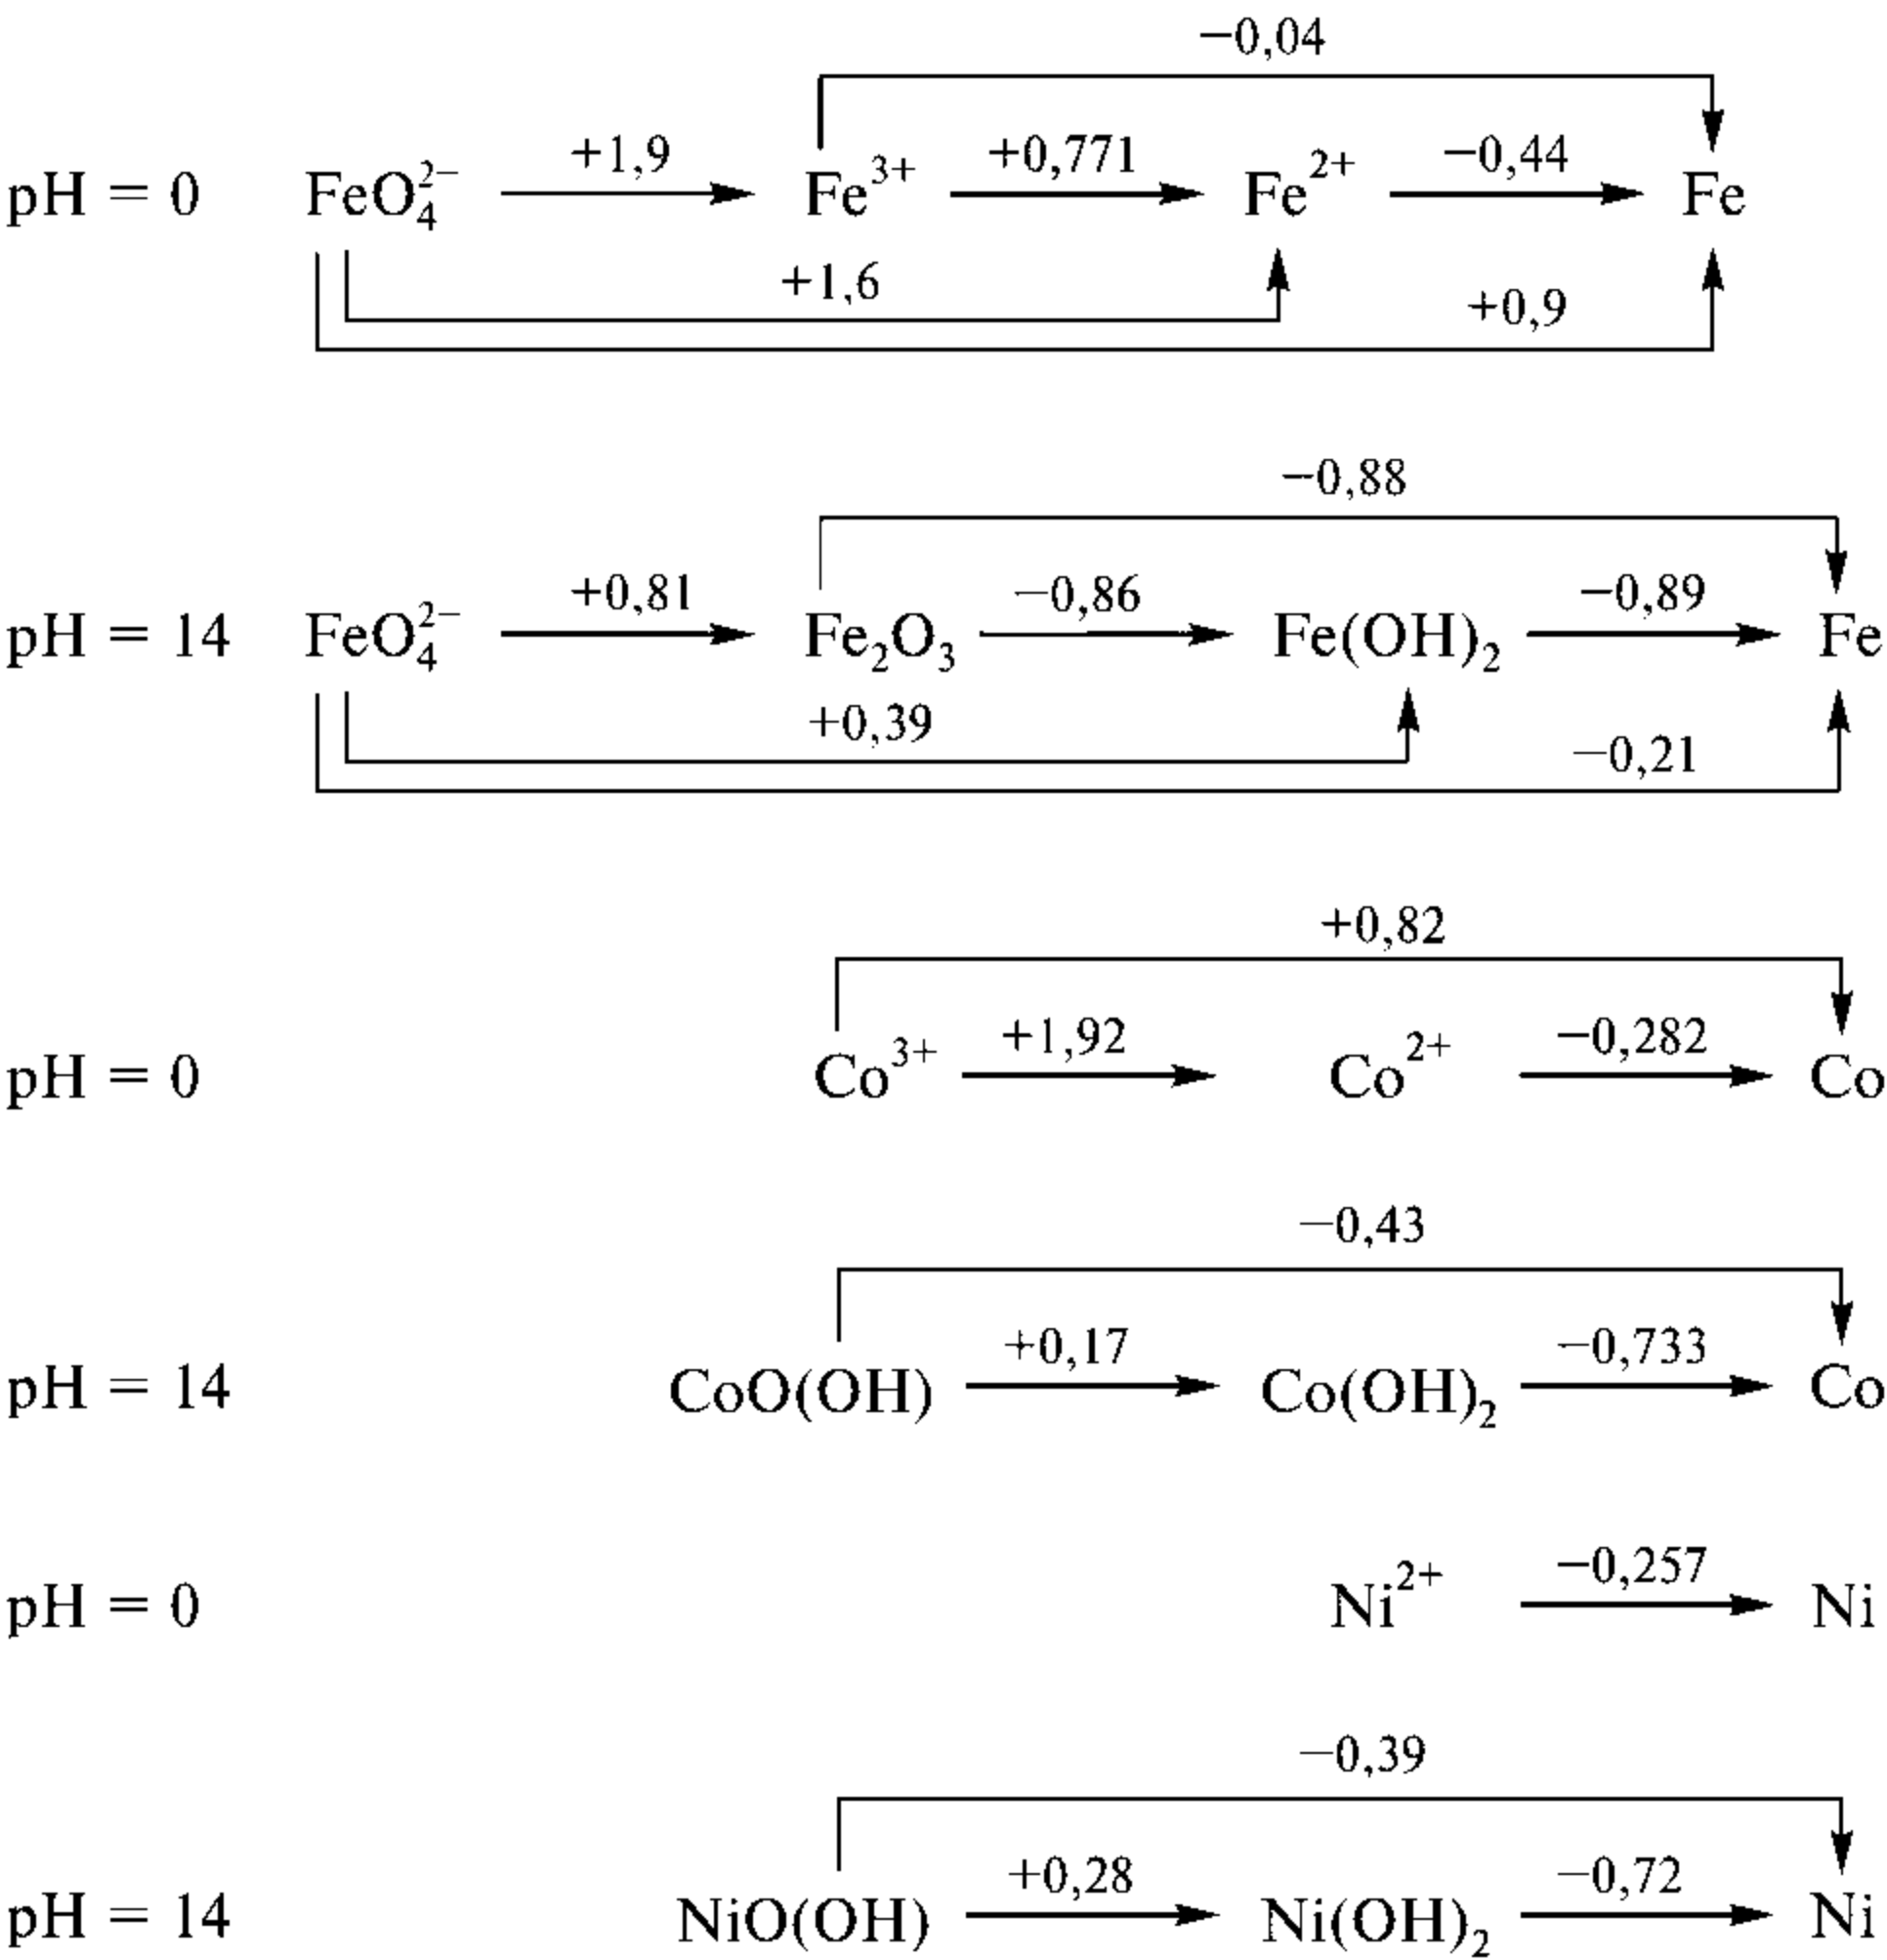 −0,04
pH = 0 FeO₄²⁻ +1,9 Fe³⁺ +0,771 Fe²⁺ −0,44 Fe
+1,6 +0,9
−0,88
pH = 14 FeO₄²⁻ +0,81 Fe₂O₃ −0,86 Fe(OH)₂ −0,89 Fe
+0,39 −0,21
+0,82
pH = 0 Co³⁺ +1,92 Co²⁺ −0,282 Co
−0,43
pH = 14 CoO(OH) +0,17 Co(OH)₂ −0,733 Co
pH = 0 Ni²⁺ −0,257 Ni
−0,39
pH = 14 NiO(OH) +0,28 Ni(OH)₂ −0,72 Ni